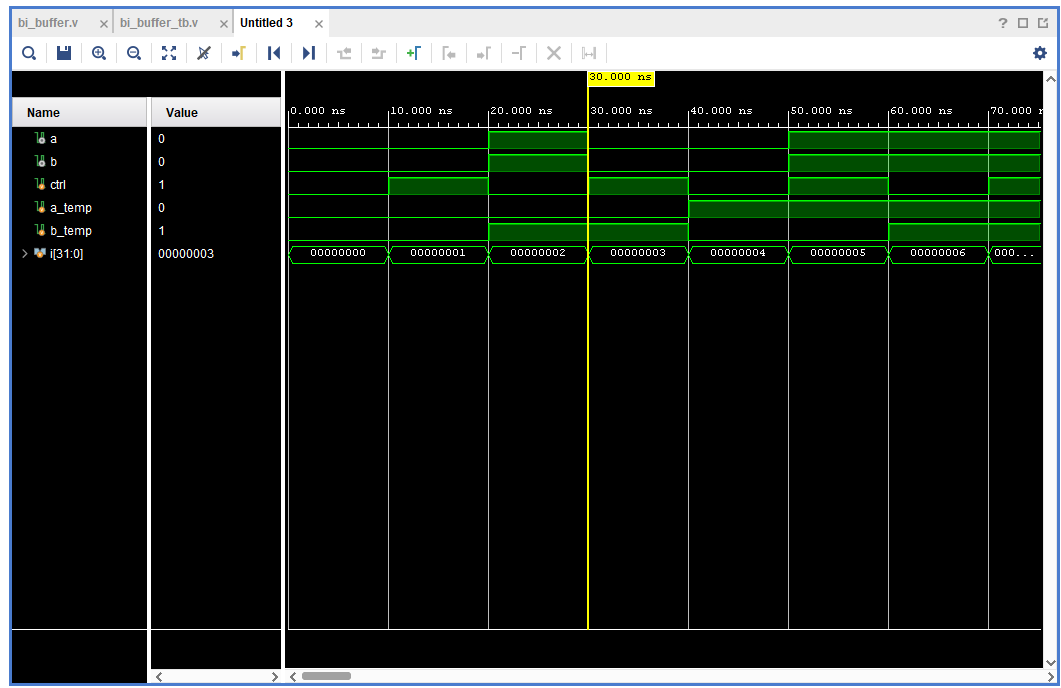 bi_buffer.v × bi_buffer_tb.v × Untitled 3 ×
?
30.000 ns
Name Value
0.000 ns 10.000 ns 20.000 ns 30.000 ns 40.000 ns 50.000 ns 60.000 ns 70.000 n
a 0
b 0
ctrl 1
a_temp 0
b_temp 1
i[31:0] 00000003 00000000 00000001 00000002 00000003 00000004 00000005 00000006 000...